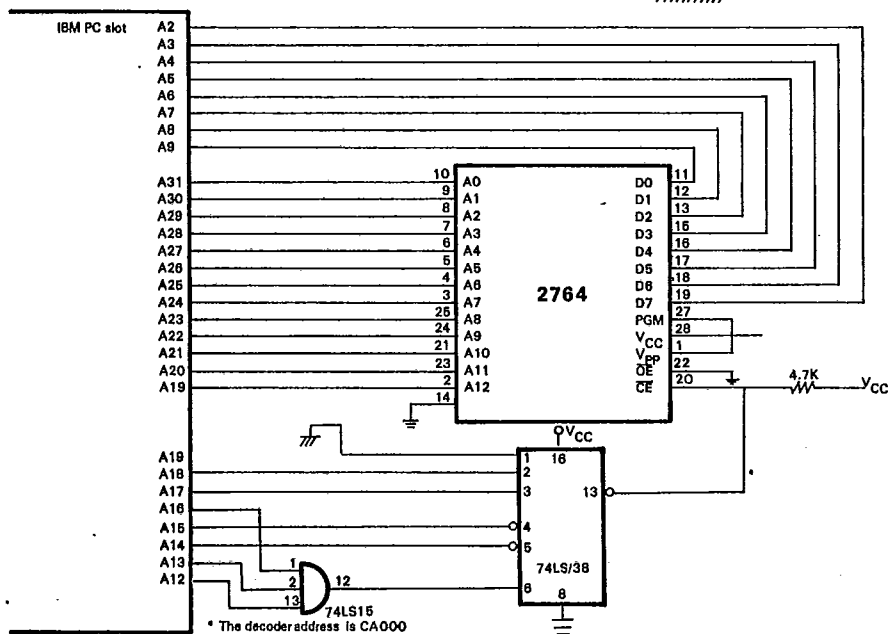 IBM PC slot
A2
A3
A4
A5
A6
A7
A8
A9
A31
A30
A29
A28
A27
A26
A25
A24
A23
A22
A21
A20
A19
10 A0
9 A1
8 A2
7 A3
6 A4
5 A5
4 A6
3 A7
25 A8
24 A9
21 A10
23 A11
2 A12
14
2764
D0 11
D1 12
D2 13
D3 15
D4 16
D5 17
D6 18
D7 19
PGM 27
VCC 28
VPP 1
OE 22
CE 20
4.7K
VCC
VCC
A19
A18
A17
A16
A15
A14
A13
A12
1
2
13
12
74LS15
1
2
3
4
5
6
16
13
8
74LS/38
* The decoder address is CA000